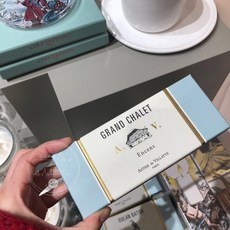 GRAND CHALET
A. V.
ENCENS
ASTIER de VILLATTE
PARIS